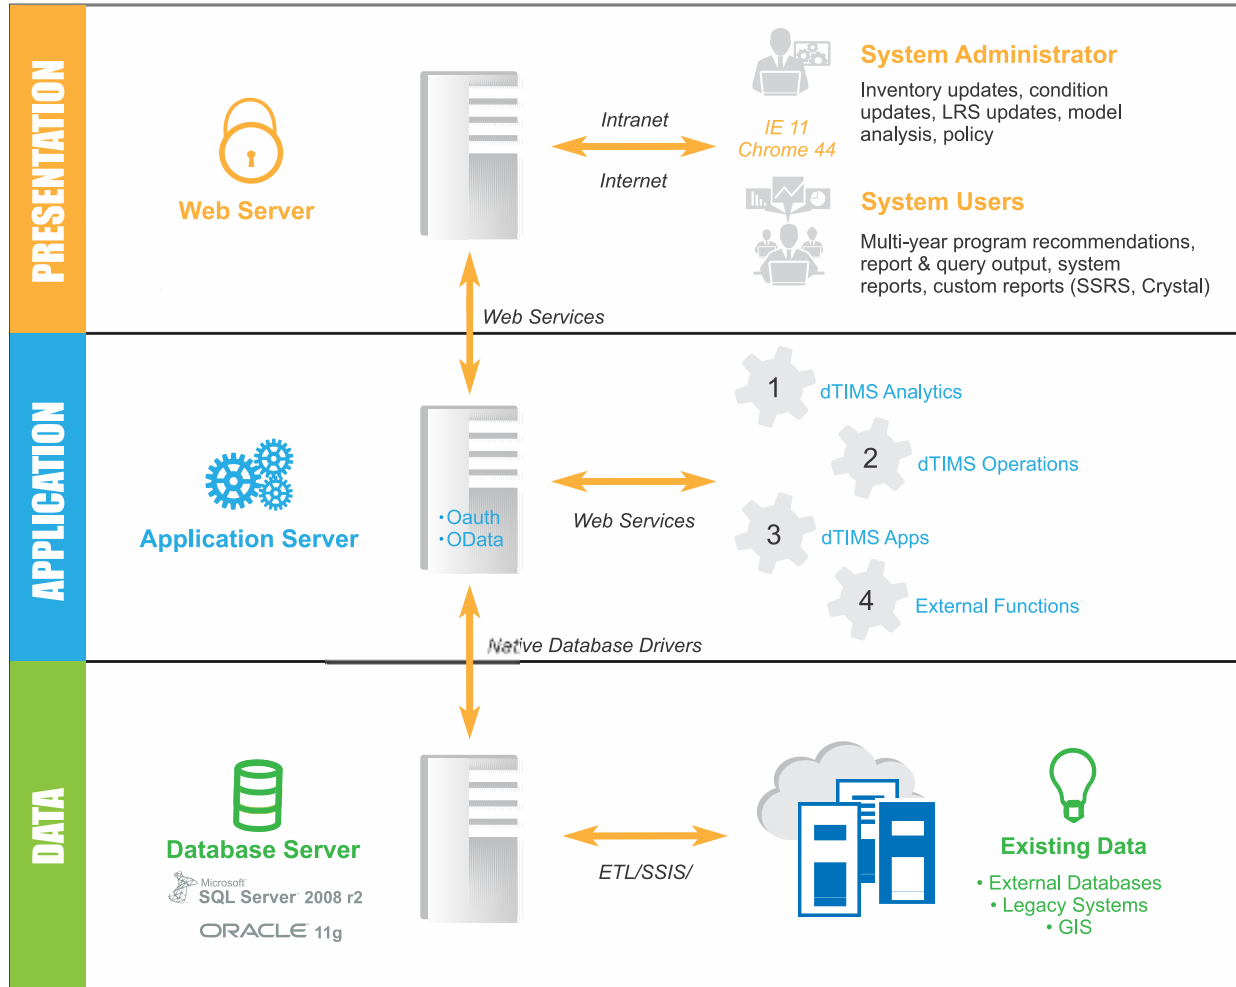 PRESENTATION
Web Server
Intranet
Internet
IE 11
Chrome 44
System Administrator
Inventory updates, condition
updates, LRS updates, model
analysis, policy
System Users
Multi-year program recommendations,
report & query output, system
reports, custom reports (SSRS, Crystal)
Web Services
APPLICATION
Application Server
• Oauth
• OData
Web Services
1
dTIMS Analytics
2
dTIMS Operations
3
dTIMS Apps
4
External Functions
Native Database Drivers
DATA
Database Server
Microsoft
SQL Server 2008 r2
ORACLE 11g
ETL/SSIS/
Existing Data
• External Databases
• Legacy Systems
• GIS